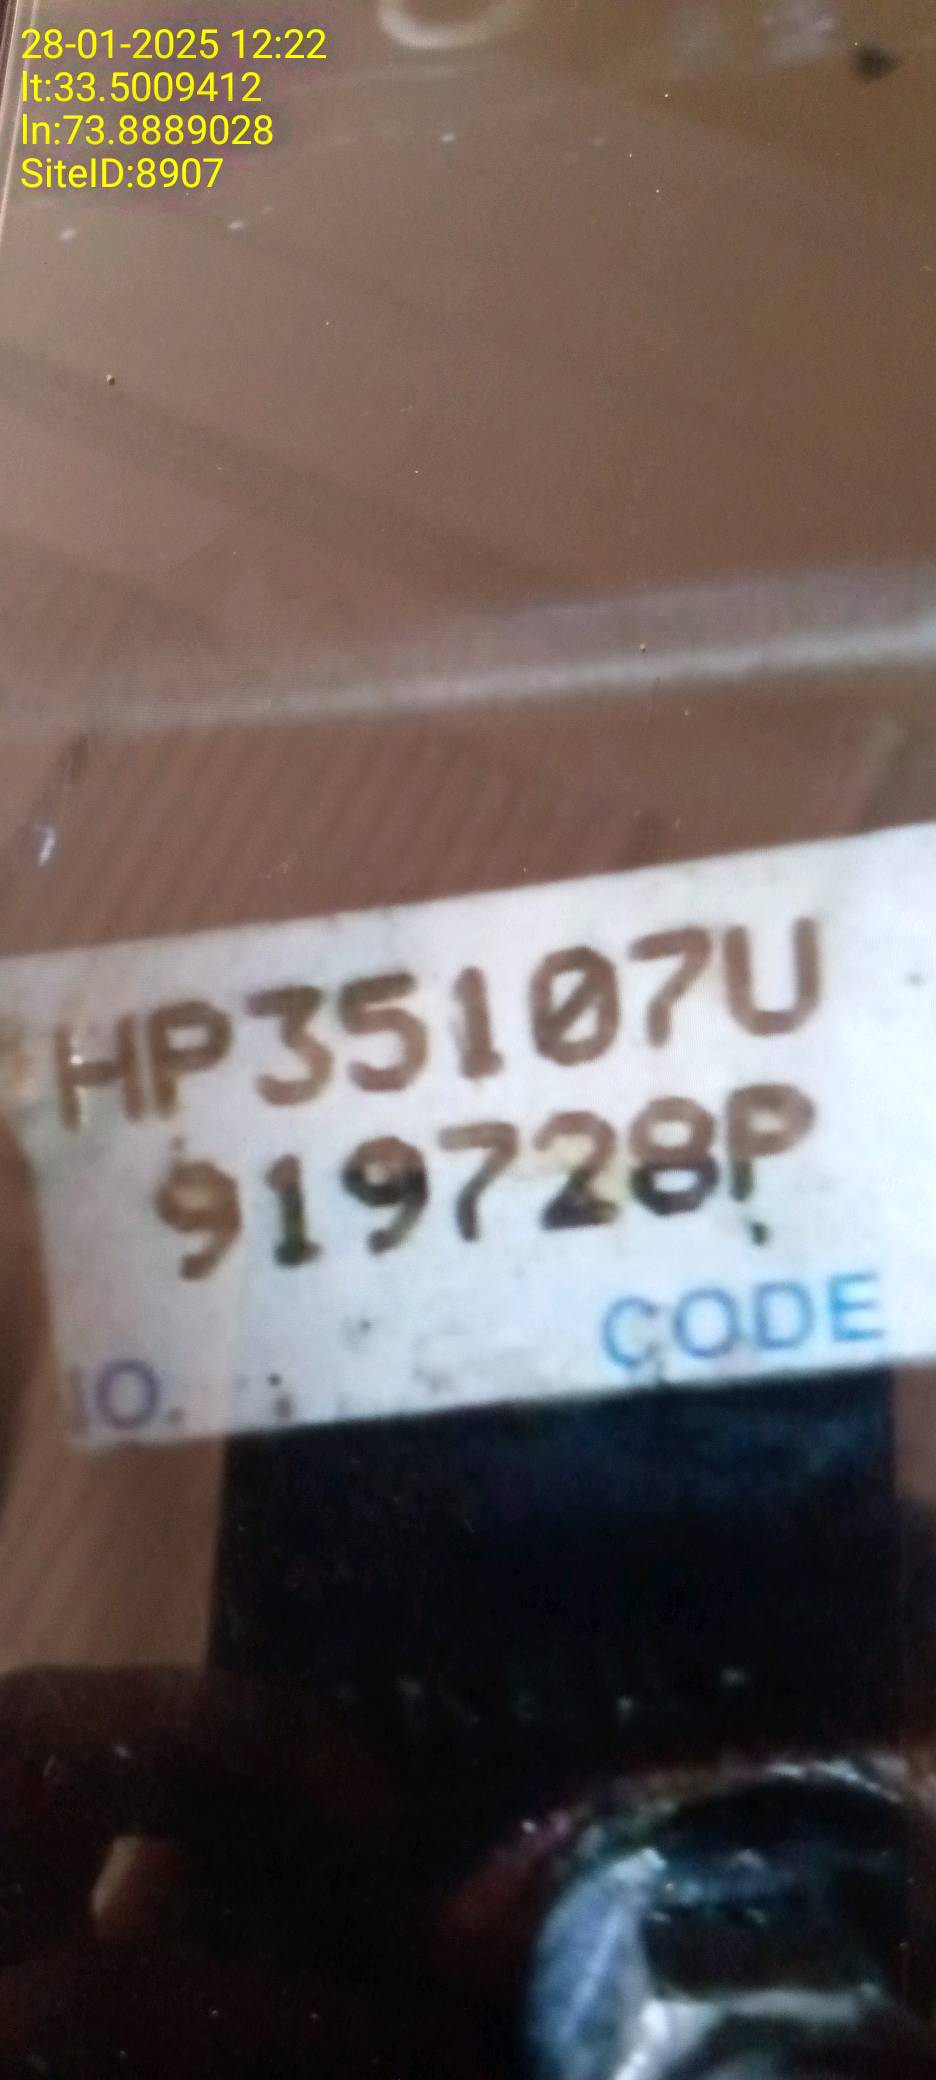 28-01-2025 12:22
lt:33.5009412
ln:73.8889028
SiteID:8907
HP35107U
919728P
CODE